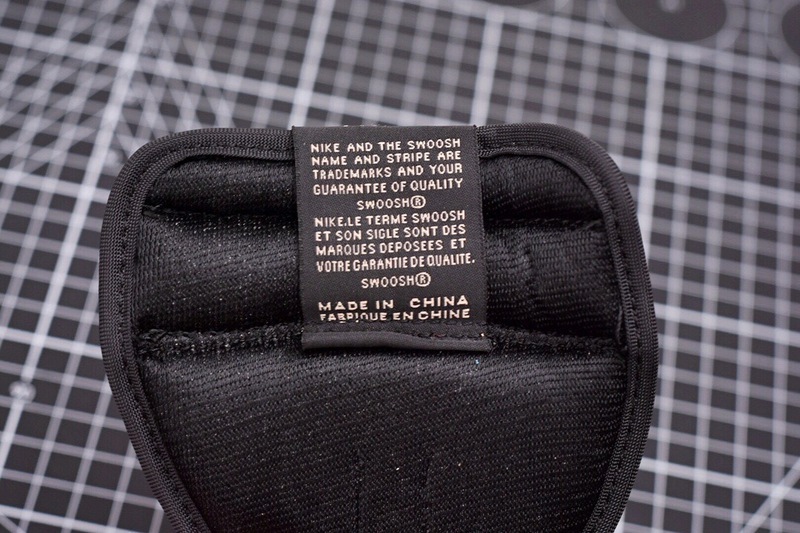 NIKE AND THE SWOOSH
NAME AND STRIPE ARE
TRADEMARKS AND YOUR
GUARANTEE OF QUALITY
SWOOSH®
NIKE.LE TERME SWOOSH
ET SON SIGLE SONT DES
MARQUES DEPOSEES ET
VOTRE GARANTIE DE QUALITE.
SWOOSH®
MADE IN CHINA
FABRIQUE EN CHINE